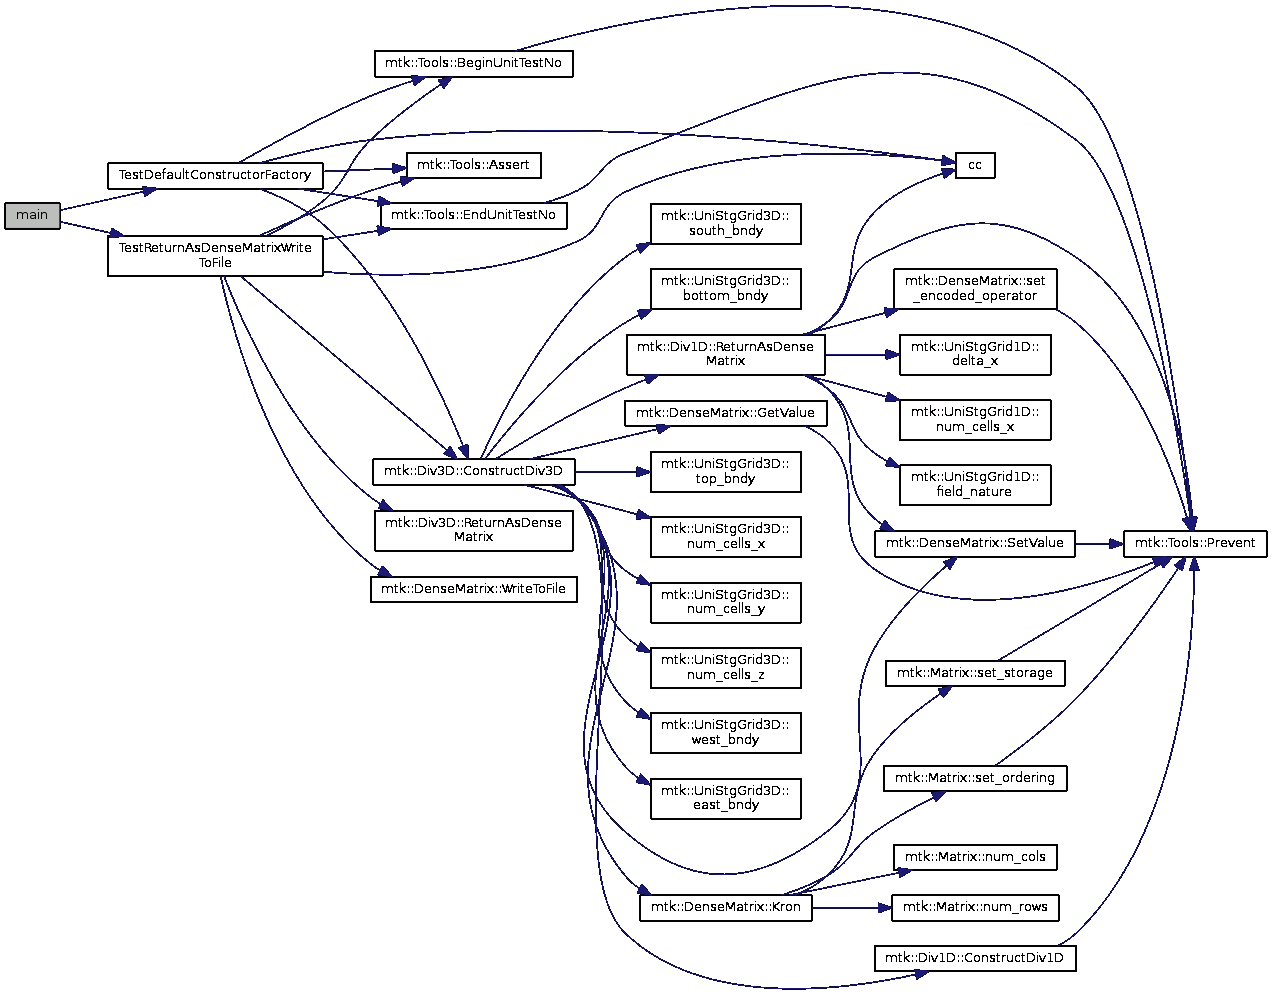 main
TestDefaultConstructorFactory
TestReturnAsDenseMatrixWrite
ToFile
mtk::Tools::BeginUnitTestNo
mtk::Tools::Assert
mtk::Tools::EndUnitTestNo
mtk::Div3D::ConstructDiv3D
mtk::Div3D::ReturnAsDense
Matrix
mtk::DenseMatrix::WriteToFile
mtk::UniStgGrid3D::
south_bndy
mtk::UniStgGrid3D::
bottom_bndy
mtk::Div1D::ReturnAsDense
Matrix
mtk::DenseMatrix::GetValue
mtk::UniStgGrid3D::
top_bndy
mtk::UniStgGrid3D::
num_cells_x
mtk::UniStgGrid3D::
num_cells_y
mtk::UniStgGrid3D::
num_cells_z
mtk::UniStgGrid3D::
west_bndy
mtk::UniStgGrid3D::
east_bndy
mtk::DenseMatrix::Kron
cc
mtk::DenseMatrix::set
_encoded_operator
mtk::UniStgGrid1D::
delta_x
mtk::UniStgGrid1D::
num_cells_x
mtk::UniStgGrid1D::
field_nature
mtk::DenseMatrix::SetValue
mtk::Matrix::set_storage
mtk::Matrix::set_ordering
mtk::Matrix::num_cols
mtk::Matrix::num_rows
mtk::Div1D::ConstructDiv1D
mtk::Tools::Prevent